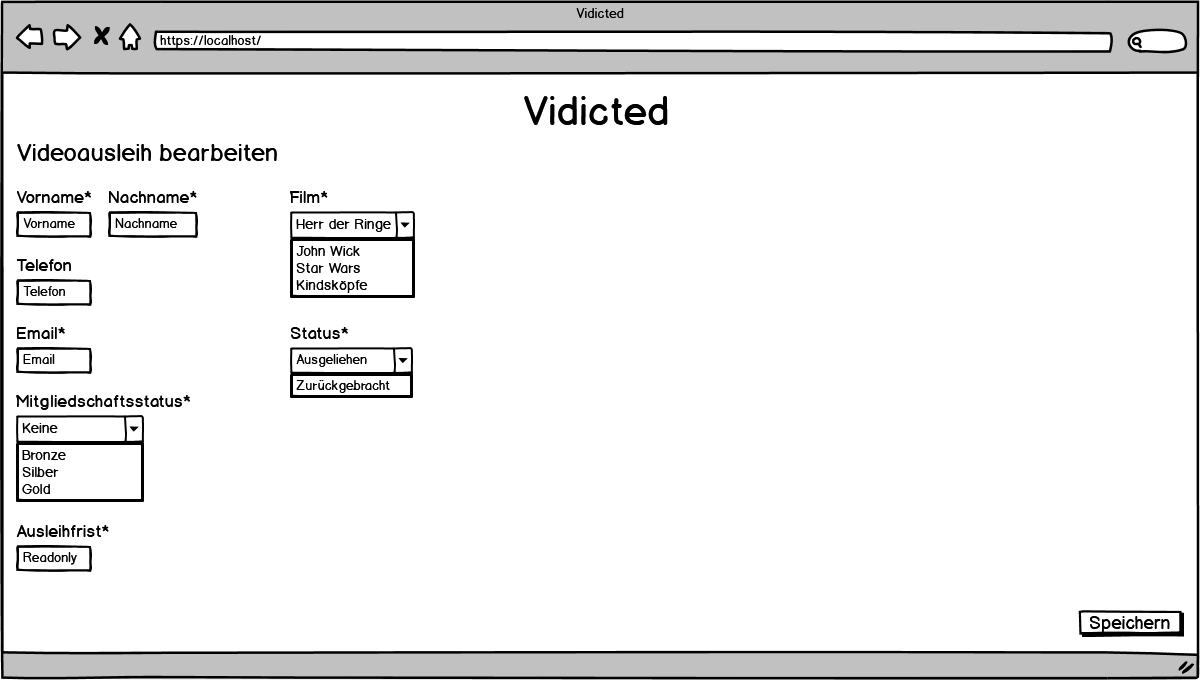 Vidicted
https://localhost/
Vidicted
Videoausleih bearbeiten
Vorname* Nachname* Film*
Vorname Nachname Herr der Ringe
John Wick
Star Wars
Kindsköpfe
Telefon
Telefon
Email* Status*
Email Ausgeliehen
Zurückgebracht
Mitgliedschaftsstatus*
Keine
Bronze
Silber
Gold
Ausleihfrist*
Readonly
Speichern